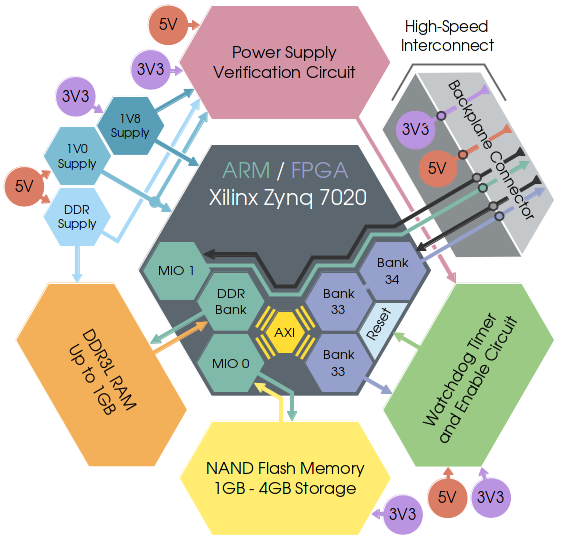 High-Speed
Interconnect
5V
3V3
Power Supply
Verification Circuit
3V3
1V8
Supply
1V0
Supply
5V
DDR
Supply
3V3
5V
Backplane Connector
ARM / FPGA
Xilinx Zynq 7020
MIO 1
DDR
Bank
MIO 0
AXI
Bank
33
Bank
33
Bank
34
Reset
DDR3L RAM
Up to 1GB
Watchdog Timer
and Enable Circuit
NAND Flash Memory
1GB - 4GB Storage
3V3
5V
3V3